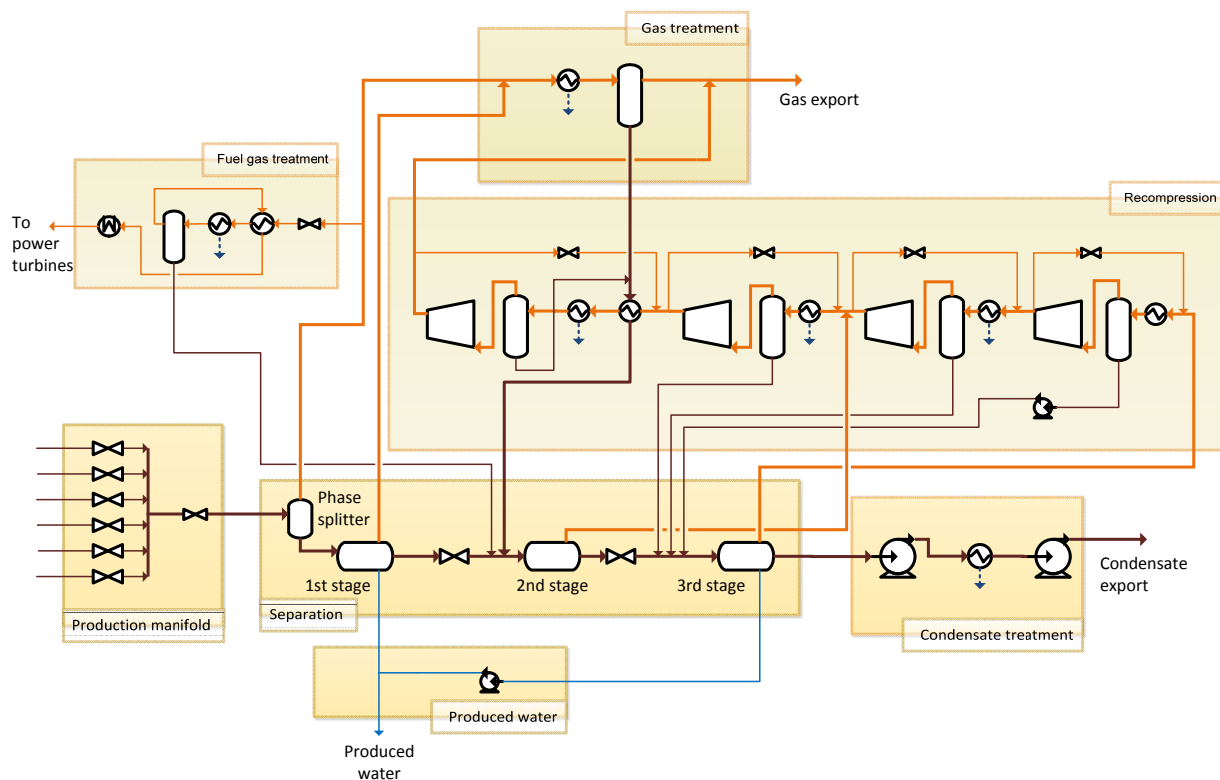 Gas treatment
Gas export
Fuel gas treatment
Recompression
To
power
turbines
Phase
splitter
1st stage
2nd stage
3rd stage
Condensate
export
Production manifold
Separation
Condensate treatment
Produced water
Produced
water